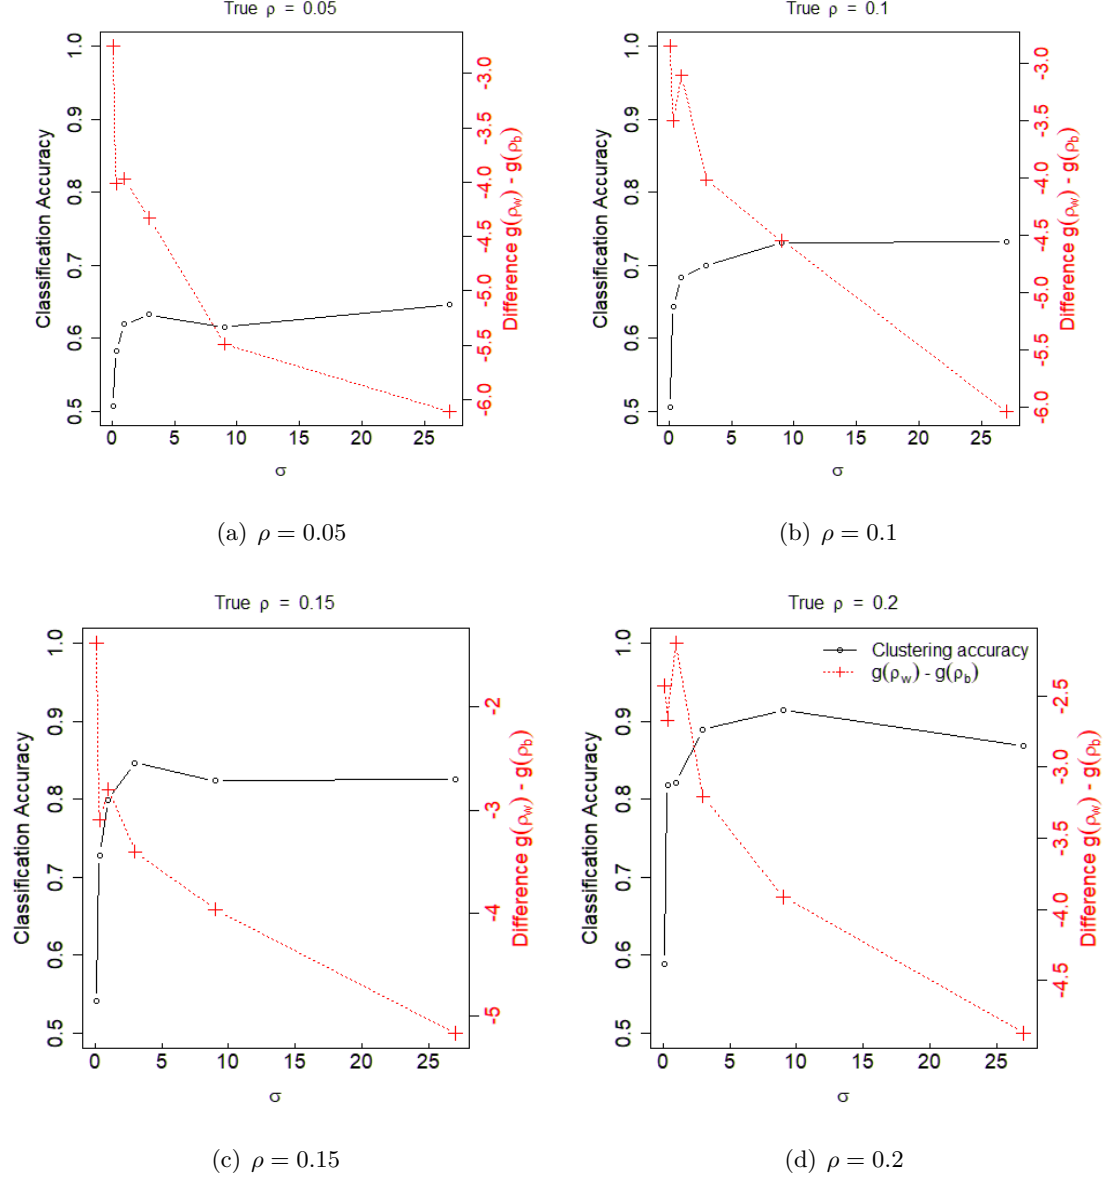 True ρ = 0.05
Classification Accuracy
0.5 0.6 0.7 0.8 0.9 1.0
-6.0 -5.5 -5.0 -4.5 -4.0 -3.5 -3.0
Difference g(ρw) - g(ρb)
0 5 10 15 20 25
σ
(a) ρ = 0.05
True ρ = 0.1
Classification Accuracy
0.5 0.6 0.7 0.8 0.9 1.0
-6.0 -5.5 -5.0 -4.5 -4.0 -3.5 -3.0
Difference g(ρw) - g(ρb)
0 5 10 15 20 25
σ
(b) ρ = 0.1
True ρ = 0.15
Classification Accuracy
0.5 0.6 0.7 0.8 0.9 1.0
-5 -4 -3 -2
Difference g(ρw) - g(ρb)
0 5 10 15 20 25
σ
(c) ρ = 0.15
True ρ = 0.2
Clustering accuracy
g(ρw) - g(ρb)
Classification Accuracy
0.5 0.6 0.7 0.8 0.9 1.0
-4.5 -4.0 -3.5 -3.0 -2.5
Difference g(ρw) - g(ρb)
0 5 10 15 20 25
σ
(d) ρ = 0.2